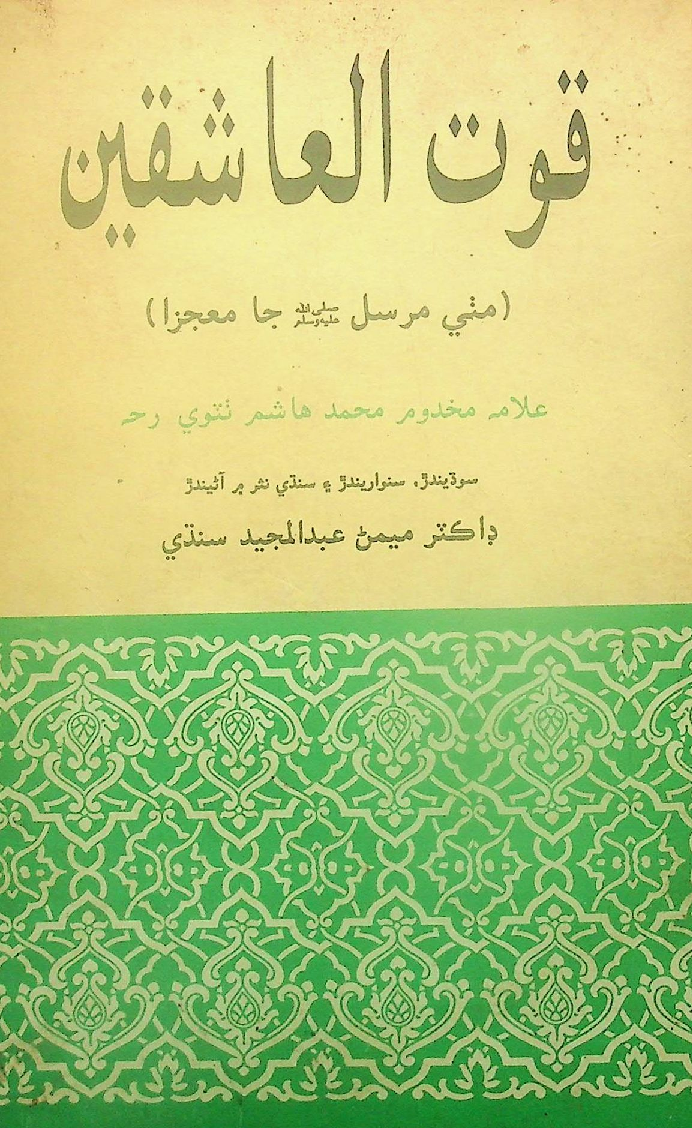 قوت العاشقين
(مٺي مرسل ﷺ جا معجزا)
علامہ مخدوم محمد هاشم ٺٽوي رحہ
سوڌيندڙ، سنواريندڙ ۽ سنڌي نثر ۾ آڻيندڙ
ڊاڪٽر ميمڻ عبدالمجيد سنڌي